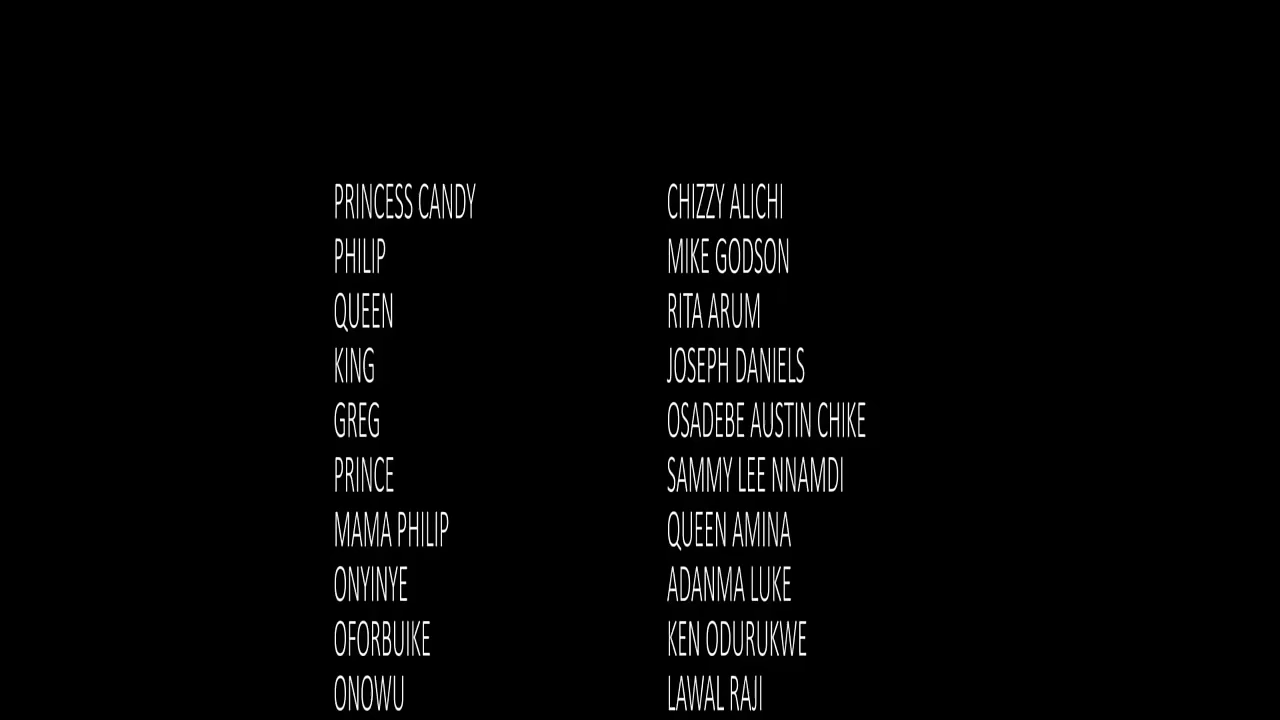 PRINCESS CANDY CHIZZY ALICHI
PHILIP MIKE GODSON
QUEEN RITA ARUM
KING JOSEPH DANIELS
GREG OSADEBE AUSTIN CHIKE
PRINCE SAMMY LEE NNAMDI
MAMA PHILIP QUEEN AMINA
ONYINYE ADANMA LUKE
OFORBUIKE KEN ODURUKWE
ONOWU LAWAL RAJI